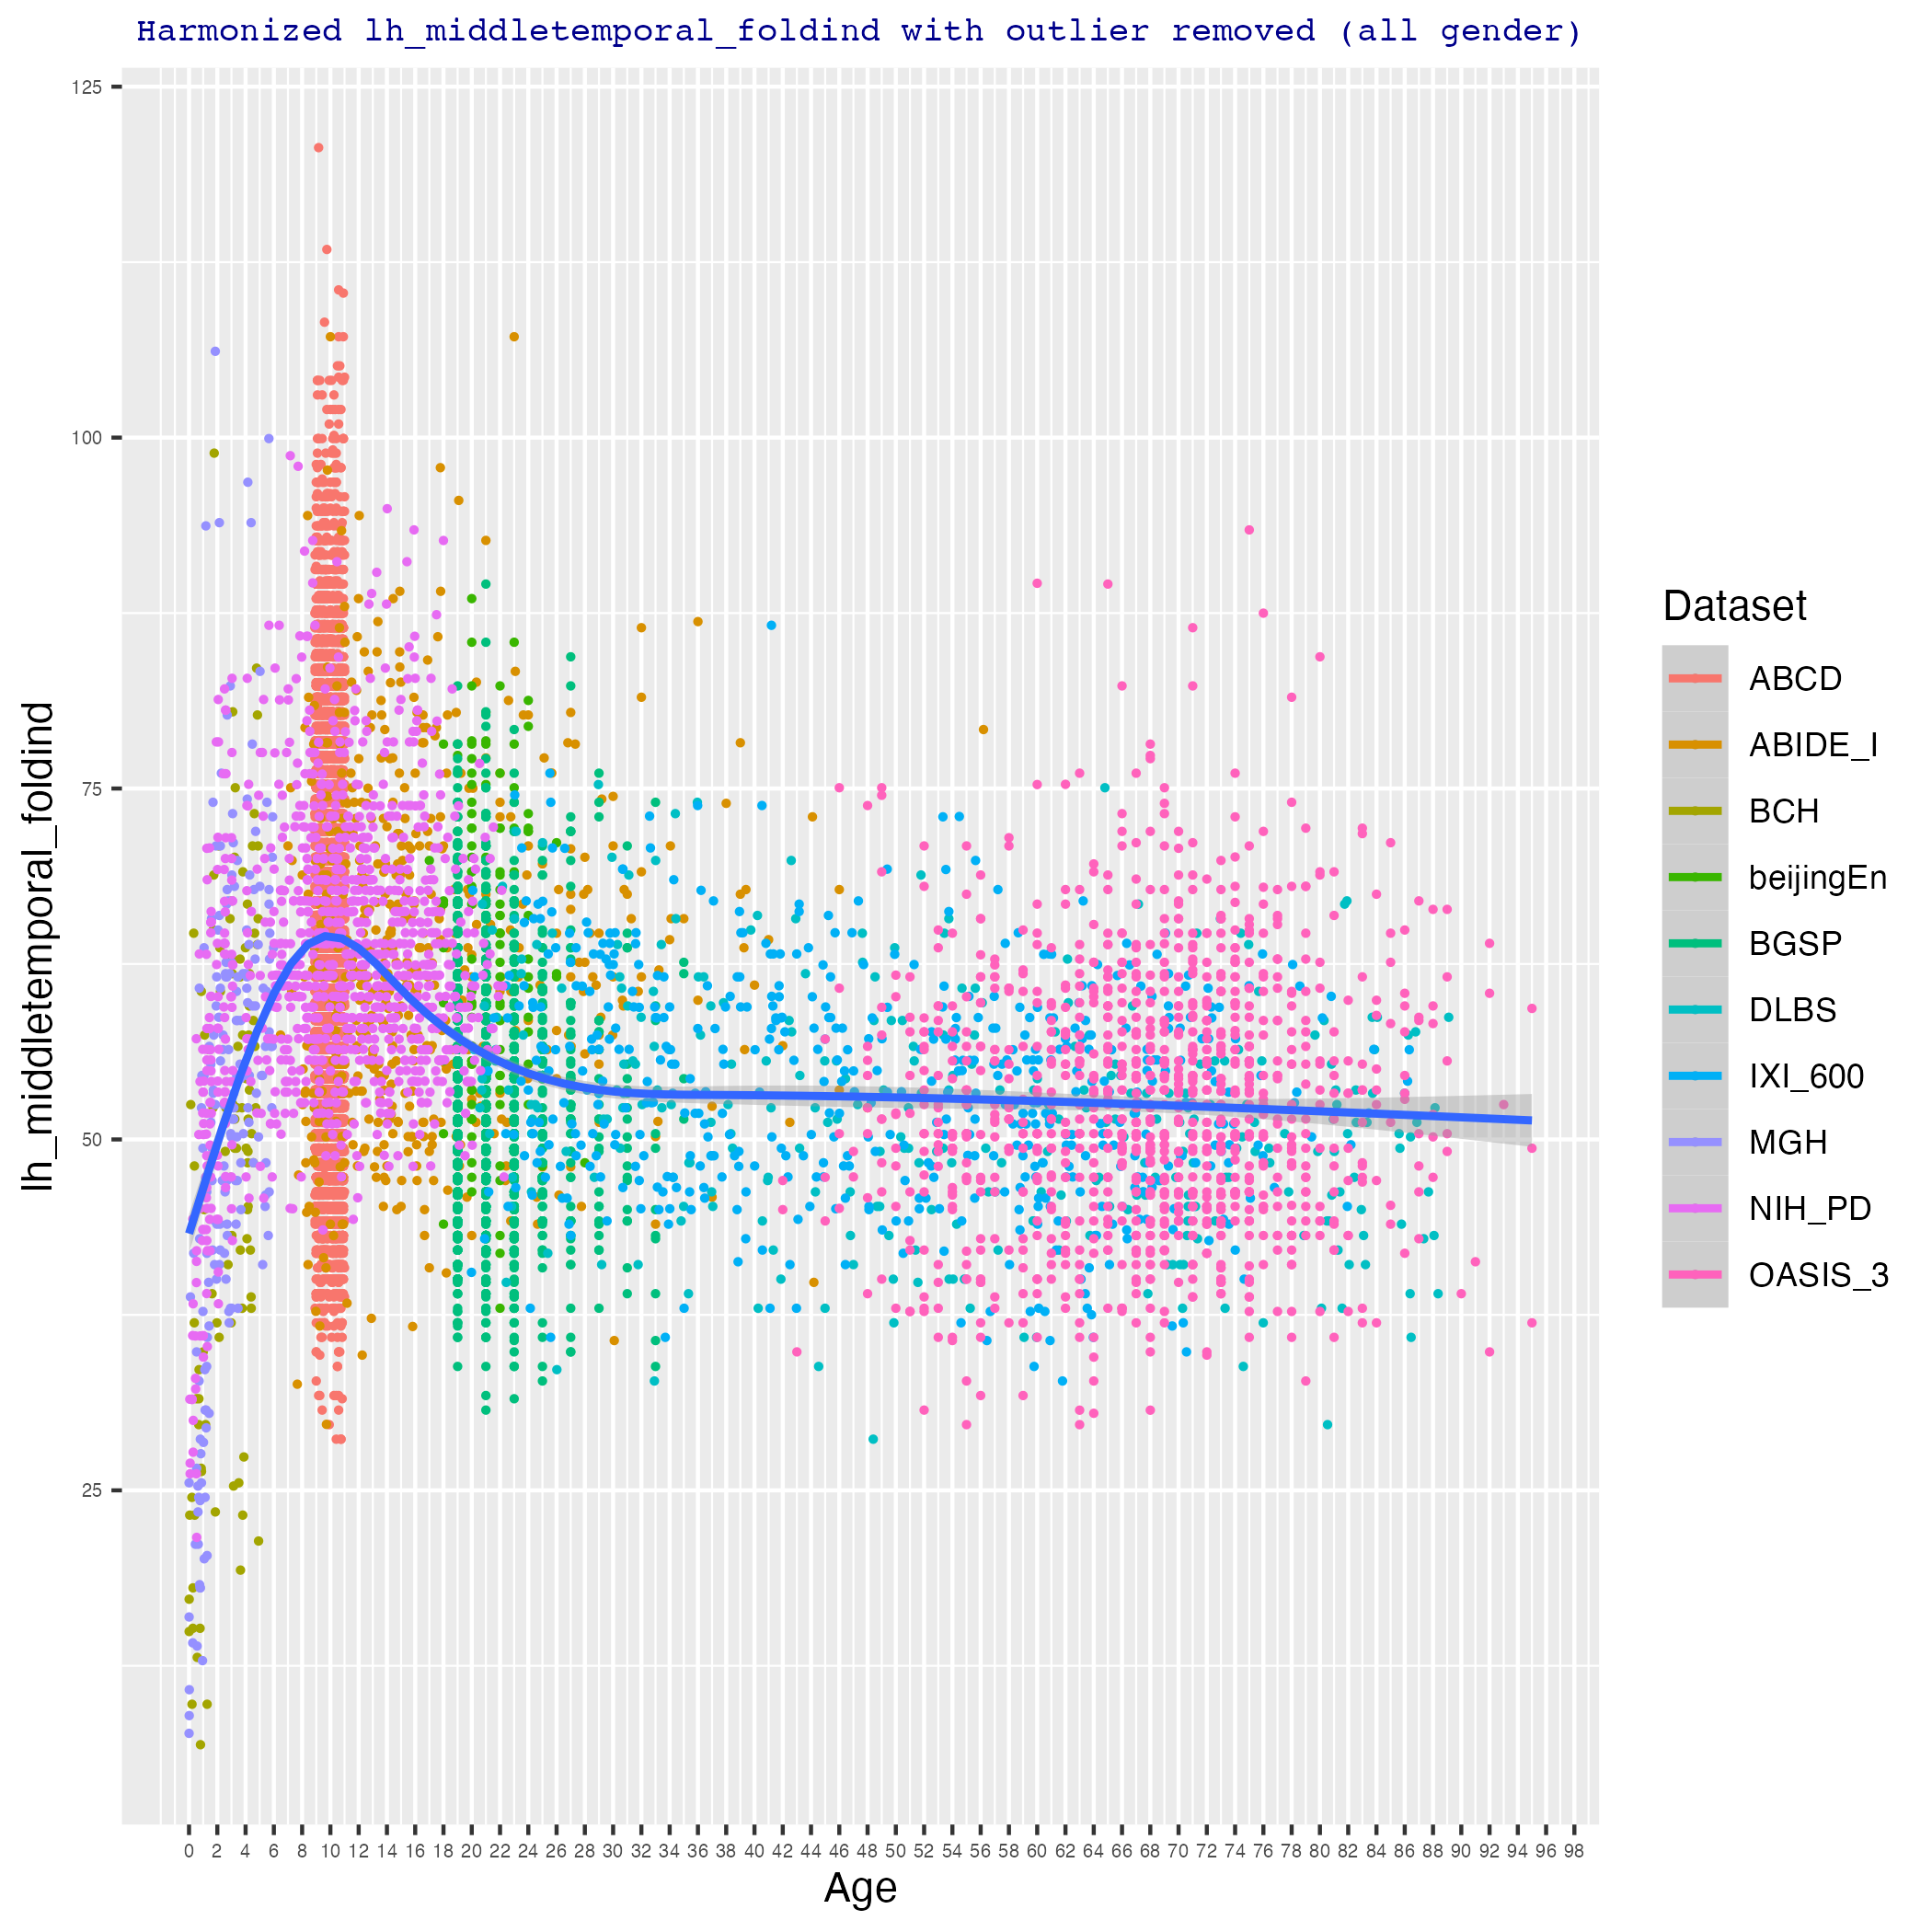 Harmonized lh_middletemporal_foldind with outlier removed (all gender)
lh_middletemporal_foldind
125
100
75
50
25
0 2 4 6 8 10 12 14 16 18 20 22 24 26 28 30 32 34 36 38 40 42 44 46 48 50 52 54 56 58 60 62 64 66 68 70 72 74 76 78 80 82 84 86 88 90 92 94 96 98
Age
Dataset
ABCD
ABIDE_I
BCH
beijingEn
BGSP
DLBS
IXI_600
MGH
NIH_PD
OASIS_3